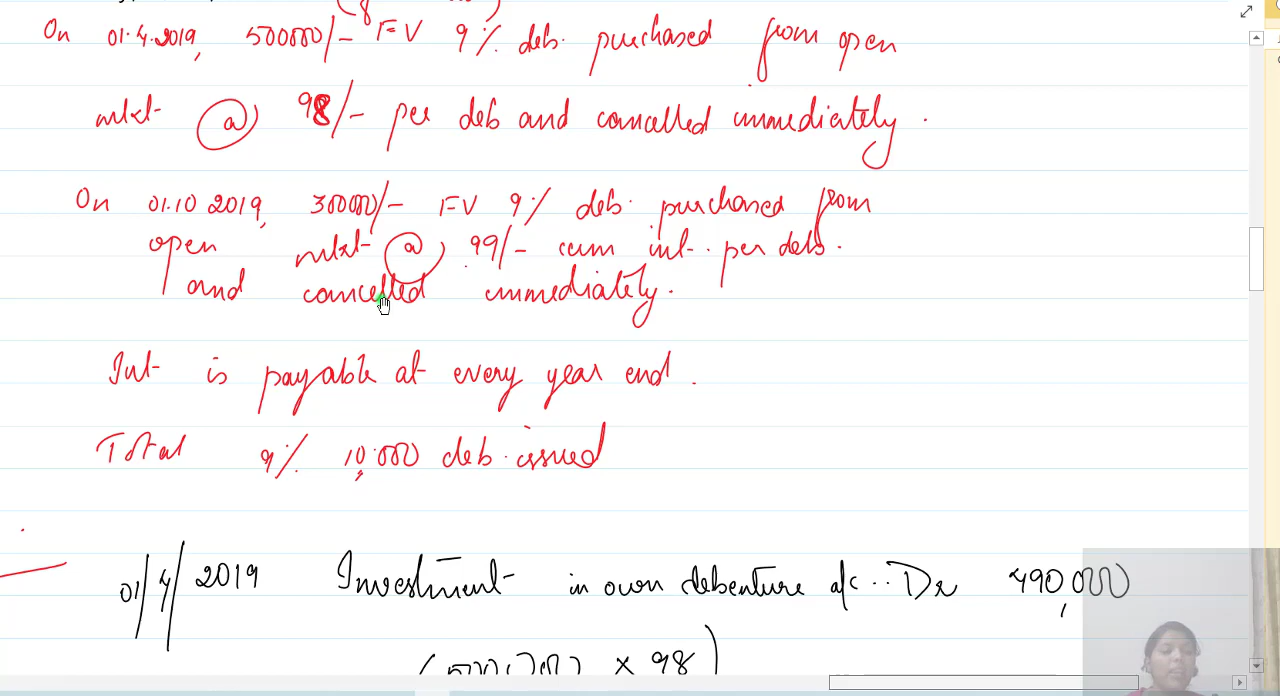 On 01.4.2019, 500000/- FV 9% deb. purchased from open
mkt @ 98/- per deb and cancelled immediately.
On 01.10 2019, 300000/- FV 9% deb. purchased from
open mkt @ 99/- cum int. per deb.
and cancelled immediately.
Int is payable at every year end.
Total 9% 10,000 deb. issued
01/4/2019 Investment in own debenture a/c .. Dr 490,000
× 98)